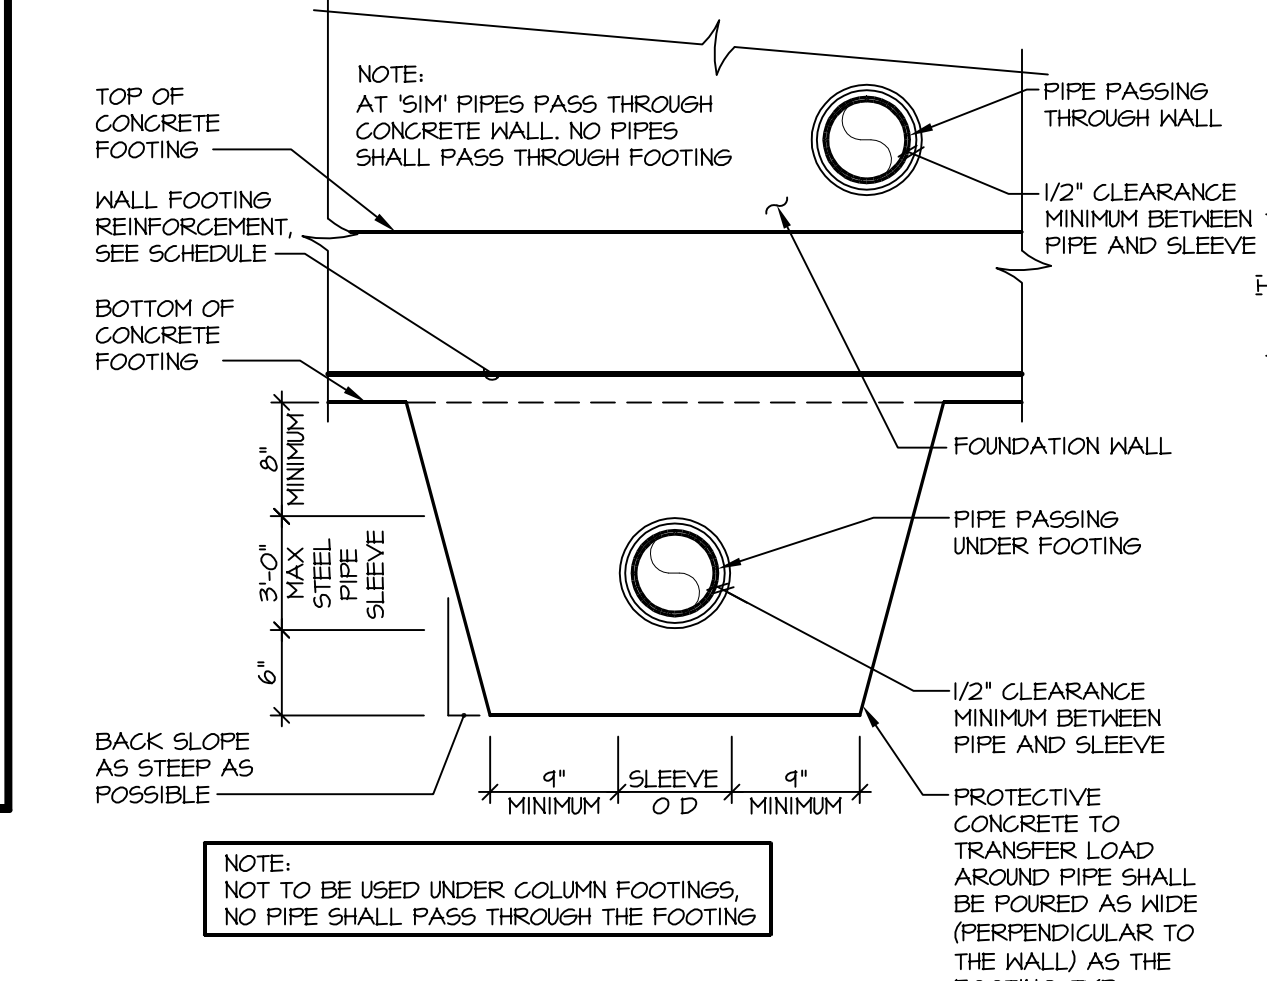 NOTE:
AT 'SIM' PIPES PASS THROUGH
CONCRETE WALL. NO PIPES
SHALL PASS THROUGH FOOTING
TOP OF
CONCRETE
FOOTING
WALL FOOTING
REINFORCEMENT,
SEE SCHEDULE
BOTTOM OF
CONCRETE
FOOTING
PIPE PASSING
THROUGH WALL
1/2" CLEARANCE
MINIMUM BETWEEN
PIPE AND SLEEVE
FOUNDATION WALL
PIPE PASSING
UNDER FOOTING
1/2" CLEARANCE
MINIMUM BETWEEN
PIPE AND SLEEVE
8"
MINIMUM
3'-0"
MAX
STEEL
PIPE
SLEEVE
6"
BACK SLOPE
AS STEEP AS
POSSIBLE
9"
MINIMUM
SLEEVE
O D
9"
MINIMUM
PROTECTIVE
CONCRETE TO
TRANSFER LOAD
AROUND PIPE SHALL
BE POURED AS WIDE
(PERPENDICULAR TO
THE WALL) AS THE
NOTE:
NOT TO BE USED UNDER COLUMN FOOTINGS,
NO PIPE SHALL PASS THROUGH THE FOOTING